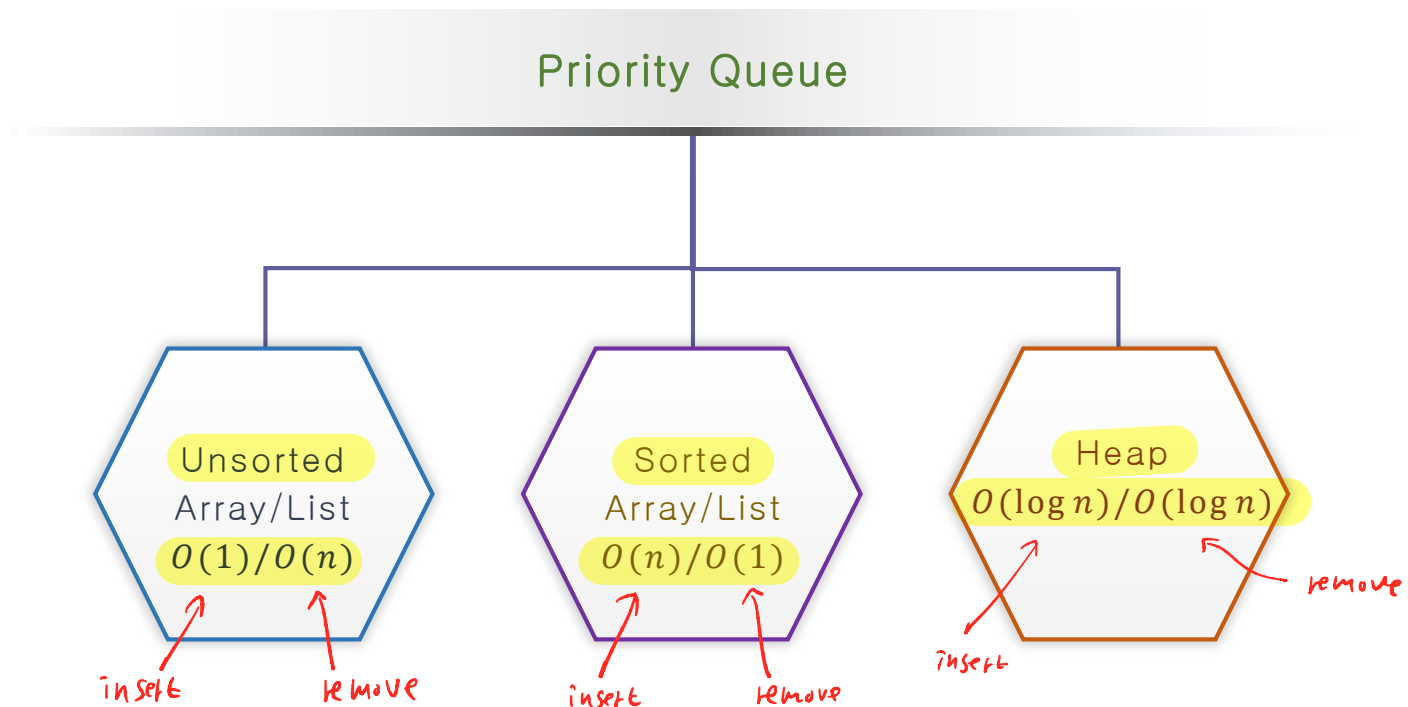 Priority Queue
Unsorted
Array/List
O(1)/O(n)
insert
remove
Sorted
Array/List
O(n)/O(1)
insert
remove
Heap
O(log n)/O(log n)
insert
remove